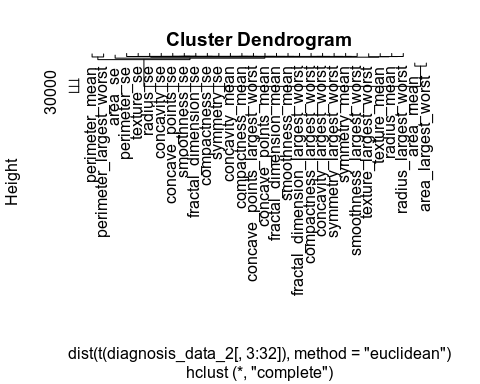 Cluster Dendrogram
Height
30000
perimeter_mean
perimeter_largest_worst
area_se
perimeter_se
texture_se
radius_se
concavity_se
concave_points_se
smoothness_se
fractal_dimension_se
compactness_se
symmetry_se
concavity_mean
compactness_mean
concave_points_largest_worst
concave_points_mean
fractal_dimension_mean
smoothness_mean
fractal_dimension_largest_worst
compactness_largest_worst
concavity_largest_worst
symmetry_largest_worst
symmetry_mean
smoothness_largest_worst
texture_largest_worst
texture_mean
radius_mean
radius_largest_worst
area_mean
area_largest_worst
dist(t(diagnosis_data_2[, 3:32]), method = "euclidean")
hclust (*, "complete")